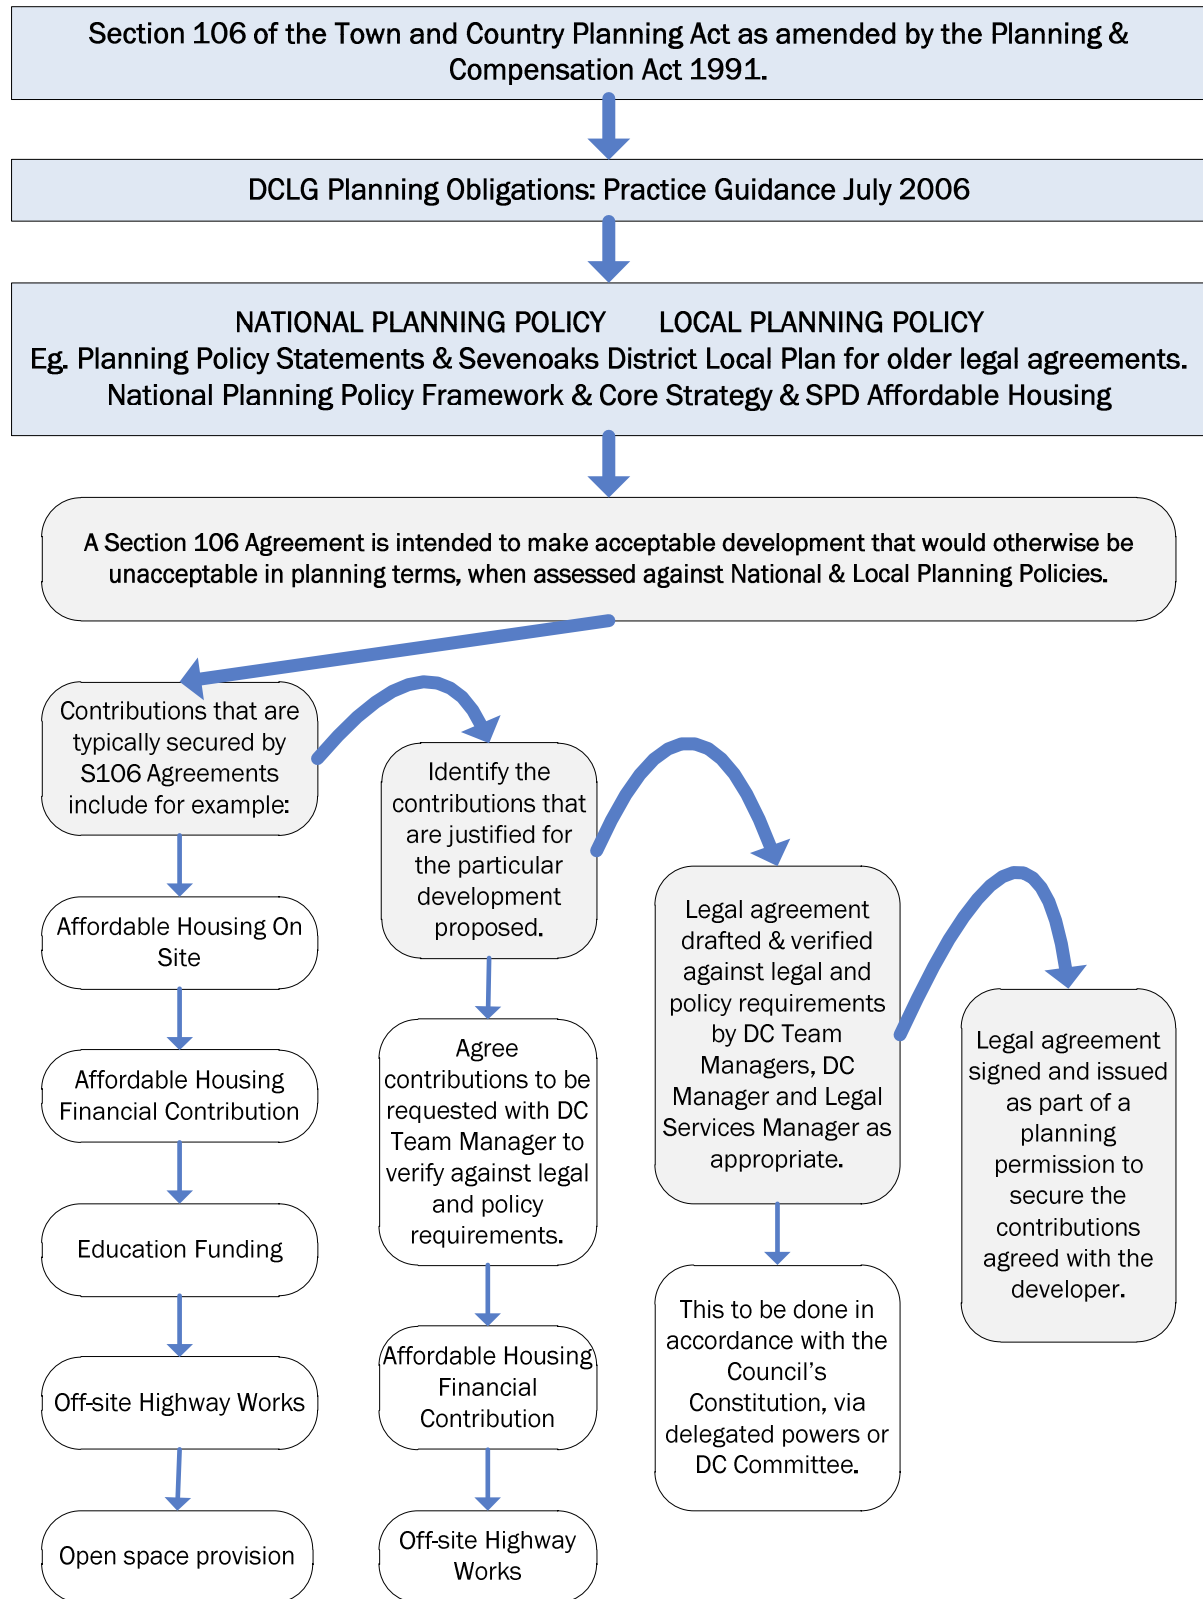 Section 106 of the Town and Country Planning Act as amended by the Planning &
Compensation Act 1991.
DCLG Planning Obligations: Practice Guidance July 2006
NATIONAL PLANNING POLICY LOCAL PLANNING POLICY
Eg. Planning Policy Statements & Sevenoaks District Local Plan for older legal agreements.
National Planning Policy Framework & Core Strategy & SPD Affordable Housing
A Section 106 Agreement is intended to make acceptable development that would otherwise be
unacceptable in planning terms, when assessed against National & Local Planning Policies.
Contributions that are
typically secured by
S106 Agreements
include for example:
Affordable Housing On
Site
Affordable Housing
Financial Contribution
Education Funding
Off-site Highway Works
Open space provision
Identify the
contributions that
are justified for
the particular
development
proposed.
Agree
contributions to be
requested with DC
Team Manager to
verify against legal
and policy
requirements.
Affordable Housing
Financial
Contribution
Off-site Highway
Works
Legal agreement
drafted & verified
against legal and
policy requirements
by DC Team
Managers, DC
Manager and Legal
Services Manager as
appropriate.
This to be done in
accordance with the
Council's
Constitution, via
delegated powers or
DC Committee.
Legal agreement
signed and issued
as part of a
planning
permission to
secure the
contributions
agreed with the
developer.